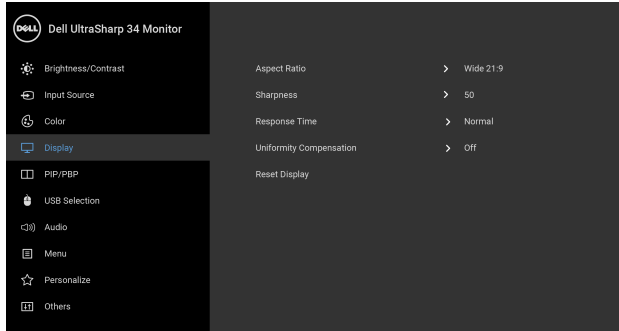 DELL Dell UltraSharp 34 Monitor
Brightness/Contrast
Input Source
Color
Display
PIP/PBP
USB Selection
Audio
Menu
Personalize
Others
Aspect Ratio > Wide 21:9
Sharpness > 50
Response Time > Normal
Uniformity Compensation > Off
Reset Display